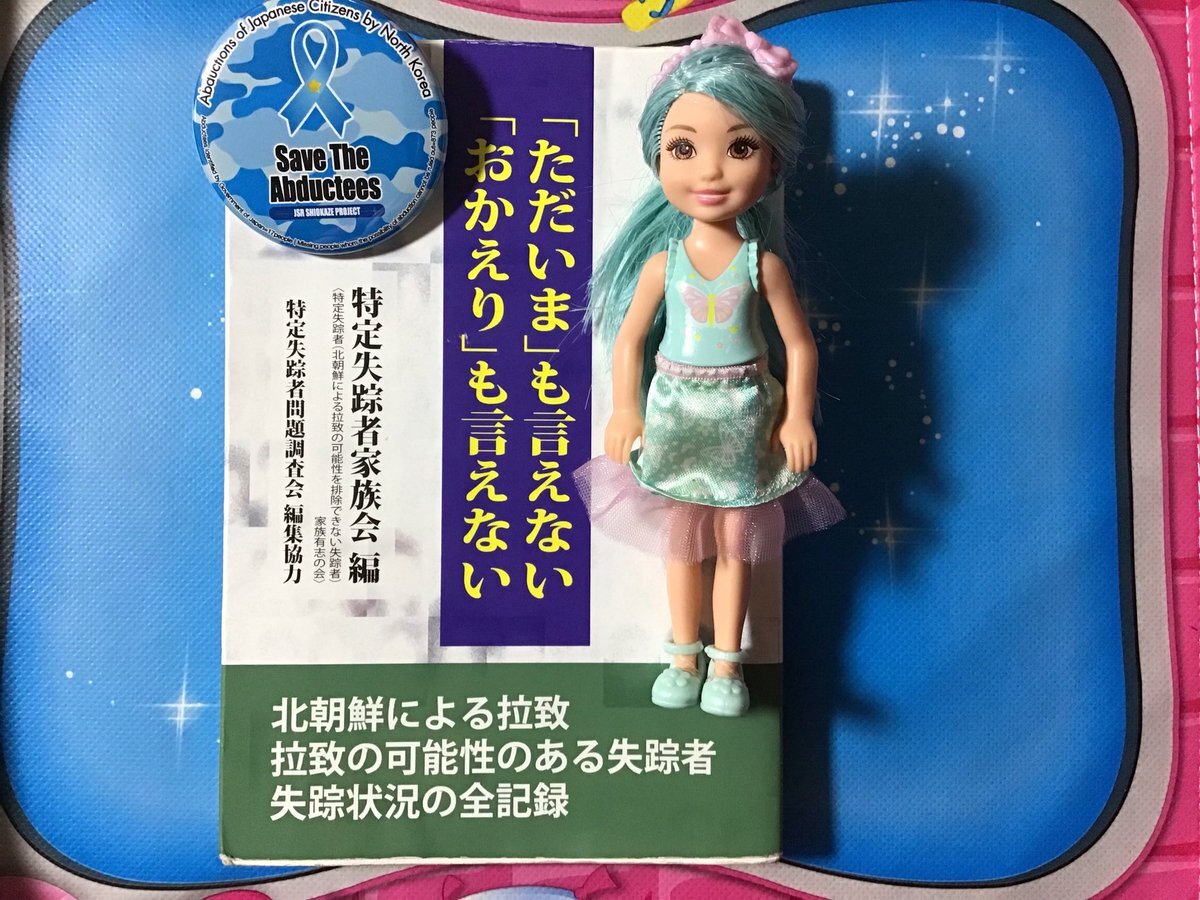 Abductions of Japanese Citizens by North Korea
Save The
Abductees
JSR SHIOKAZE PROJECT
「ただいま」も言えない
「おかえり」も言えない
特定失踪者家族会 編
〈特定失踪者(北朝鮮による拉致の可能性を排除できない失踪者)
家族有志の会〉
特定失踪者問題調査会 編集協力
北朝鮮による拉致
拉致の可能性のある失踪者
失踪状況の全記録